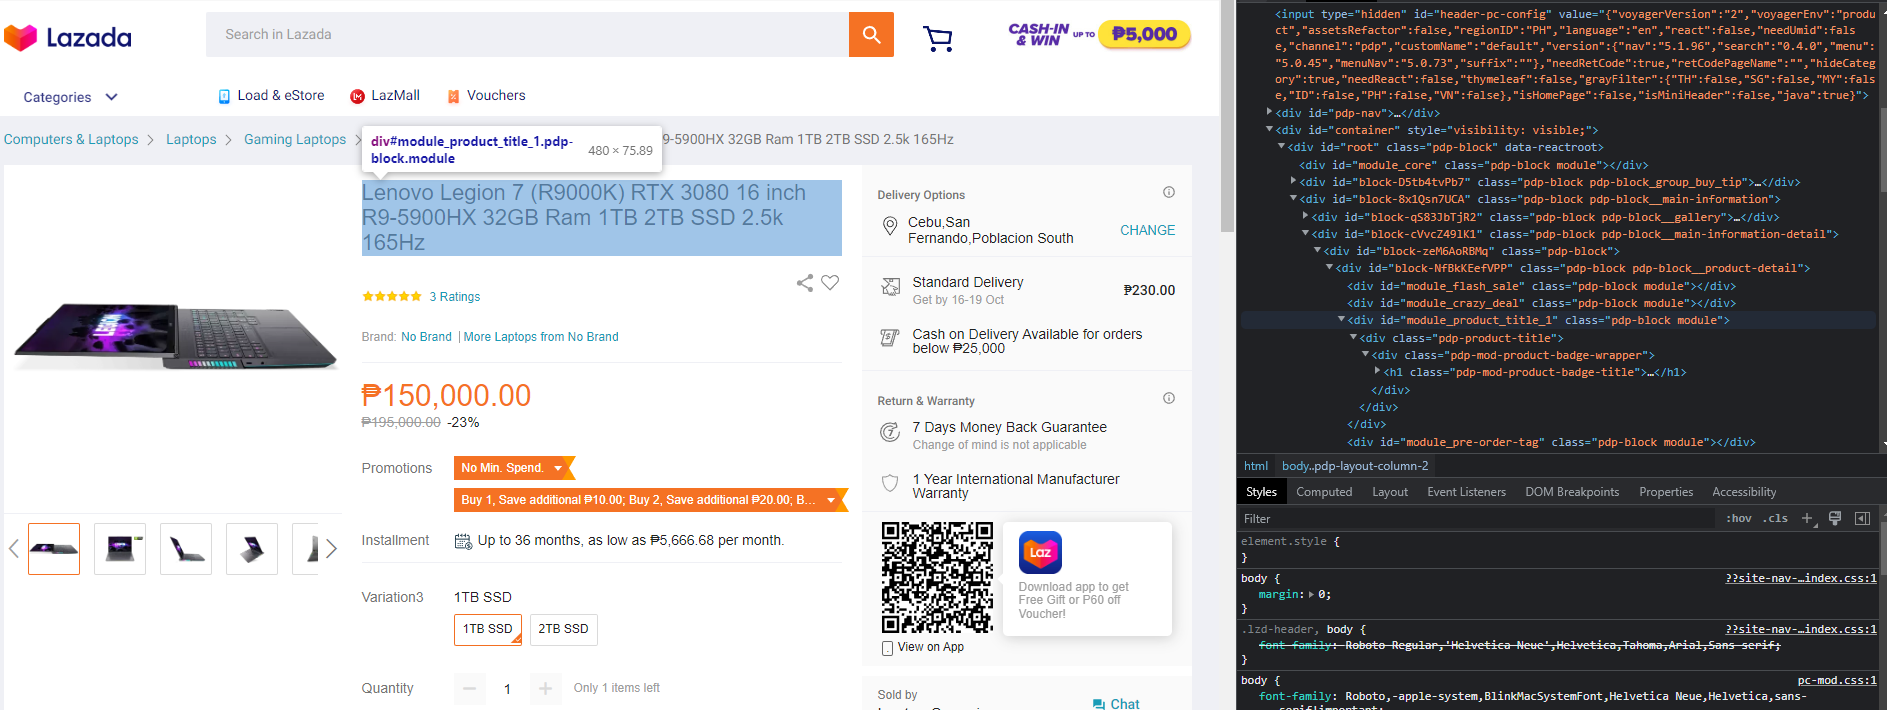 Lazada
Search in Lazada
CASH-IN
& WIN
UP TO
₱5,000
Categories
Load & eStore
LazMall
Vouchers
Computers & Laptops
Laptops
Gaming Laptops
9-5900HX 32GB Ram 1TB 2TB SSD 2.5k 165Hz
div#module_product_title_1.pdp-
block.module
480 × 75.89
Lenovo Legion 7 (R9000K) RTX 3080 16 inch
R9-5900HX 32GB Ram 1TB 2TB SSD 2.5k
165Hz
3 Ratings
Brand: No Brand | More Laptops from No Brand
₱150,000.00
₱195,000.00 -23%
Promotions
No Min. Spend.
Buy 1, Save additional ₱10.00; Buy 2, Save additional ₱20.00; B...
Installment
Up to 36 months, as low as ₱5,666.68 per month.
Variation3
1TB SSD
1TB SSD
2TB SSD
Quantity
1
Only 1 items left
Delivery Options
Cebu,San
Fernando,Poblacion South
CHANGE
Standard Delivery
₱230.00
Get by 16-19 Oct
Cash on Delivery Available for orders
below ₱25,000
Return & Warranty
7 Days Money Back Guarantee
Change of mind is not applicable
1 Year International Manufacturer
Warranty
Laz
Download app to get
Free Gift or P60 off
Voucher!
View on App
Sold by
Chat
<input type="hidden" id="header-pc-config" value="{"voyagerVersion":"2","voyagerEnv":"produ
ct","assetsRefactor":false,"regionID":"PH","language":"en","react":false,"needUmid":fals
e,"channel":"pdp","customName":"default","version":{"nav":"5.1.96","search":"0.4.0","menu":
"5.0.45","menuNav":"5.0.73","suffix":""},"needRetCode":true,"retCodePageName":"","hideCateg
ory":true,"needReact":false,"thymeleaf":false,"grayFilter":{"TH":false,"SG":false,"MY":fals
e,"ID":false,"PH":false,"VN":false},"isHomePage":false,"isMiniHeader":false,"java":true}">
<div id="pdp-nav">…</div>
<div id="container" style="visibility: visible;">
<div id="root" class="pdp-block" data-reactroot>
<div id="module_core" class="pdp-block module"></div>
<div id="block-D5tb4tvPb7" class="pdp-block pdp-block_group_buy_tip">…</div>
<div id="block-8x1Qsn7UCA" class="pdp-block pdp-block__main-information">
<div id="block-qS83JbTjR2" class="pdp-block pdp-block__gallery">…</div>
<div id="block-cVvcZ49lK1" class="pdp-block pdp-block__main-information-detail">
<div id="block-zeM6AoRBMq" class="pdp-block">
<div id="block-NfBkKEefVPP" class="pdp-block pdp-block__product-detail">
<div id="module_flash_sale" class="pdp-block module"></div>
<div id="module_crazy_deal" class="pdp-block module"></div>
<div id="module_product_title_1" class="pdp-block module">
<div class="pdp-product-title">
<div class="pdp-mod-product-badge-wrapper">
<h1 class="pdp-mod-product-badge-title">…</h1>
</div>
</div>
</div>
<div id="module_pre-order-tag" class="pdp-block module"></div>
html body..pdp-layout-column-2
Styles Computed Layout Event Listeners DOM Breakpoints Properties Accessibility
Filter
:hov .cls
element.style {
}
body {
??site-nav-…index.css:1
margin: 0;
}
.lzd-header, body {
??site-nav-…index.css:1
font-family: Roboto-Regular,'Helvetica Neue',Helvetica,Tahoma,Arial,Sans-serif;
}
body {
pc-mod.css:1
font-family: Roboto,-apple-system,BlinkMacSystemFont,Helvetica Neue,Helvetica,sans-
serif!important;